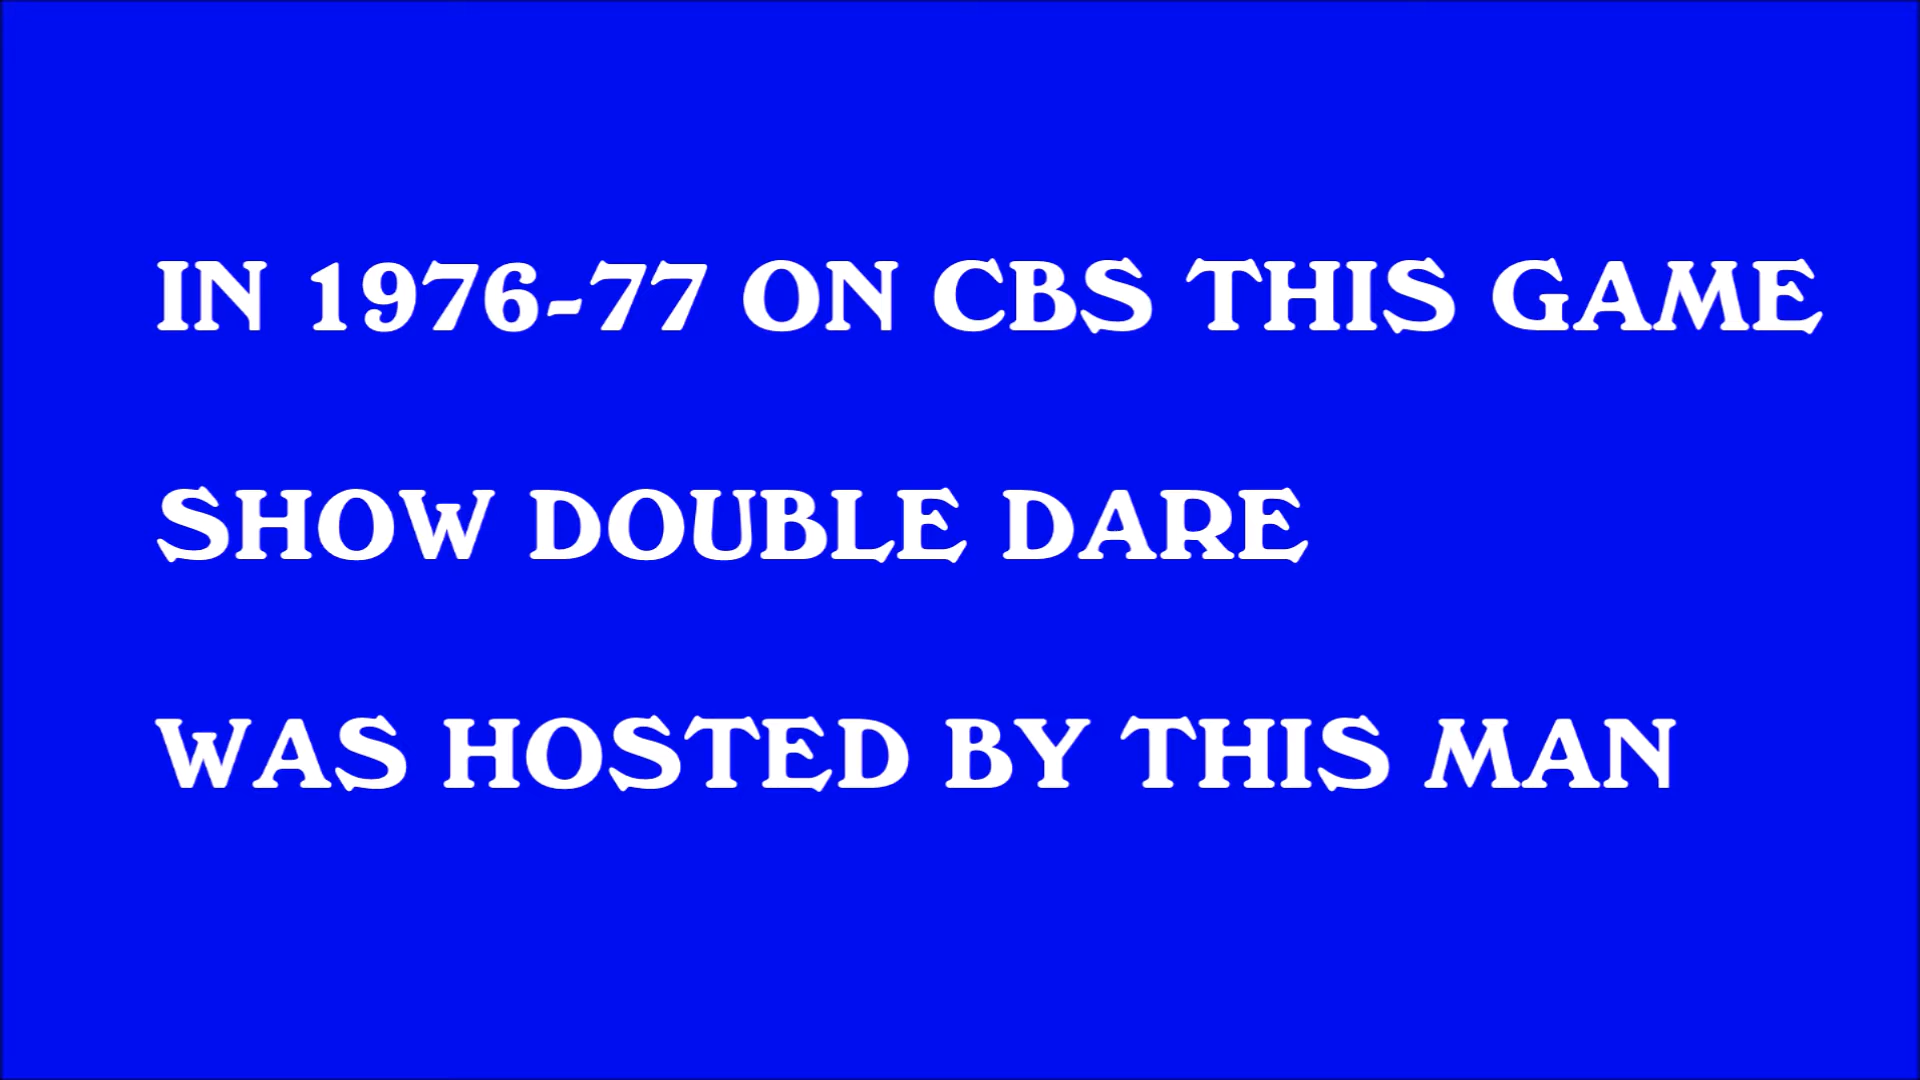 IN 1976-77 ON CBS THIS GAME
SHOW DOUBLE DARE
WAS HOSTED BY THIS MAN